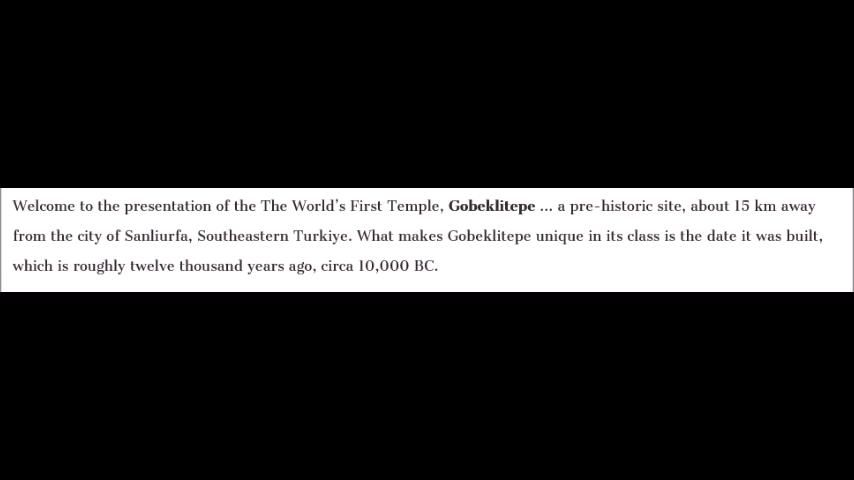 Welcome to the presentation of the The World's First Temple, Gobeklitepe ... a pre-historic site, about 15 km away
from the city of Sanliurfa, Southeastern Turkiye. What makes Gobeklitepe unique in its class is the date it was built,
which is roughly twelve thousand years ago, circa 10,000 BC.